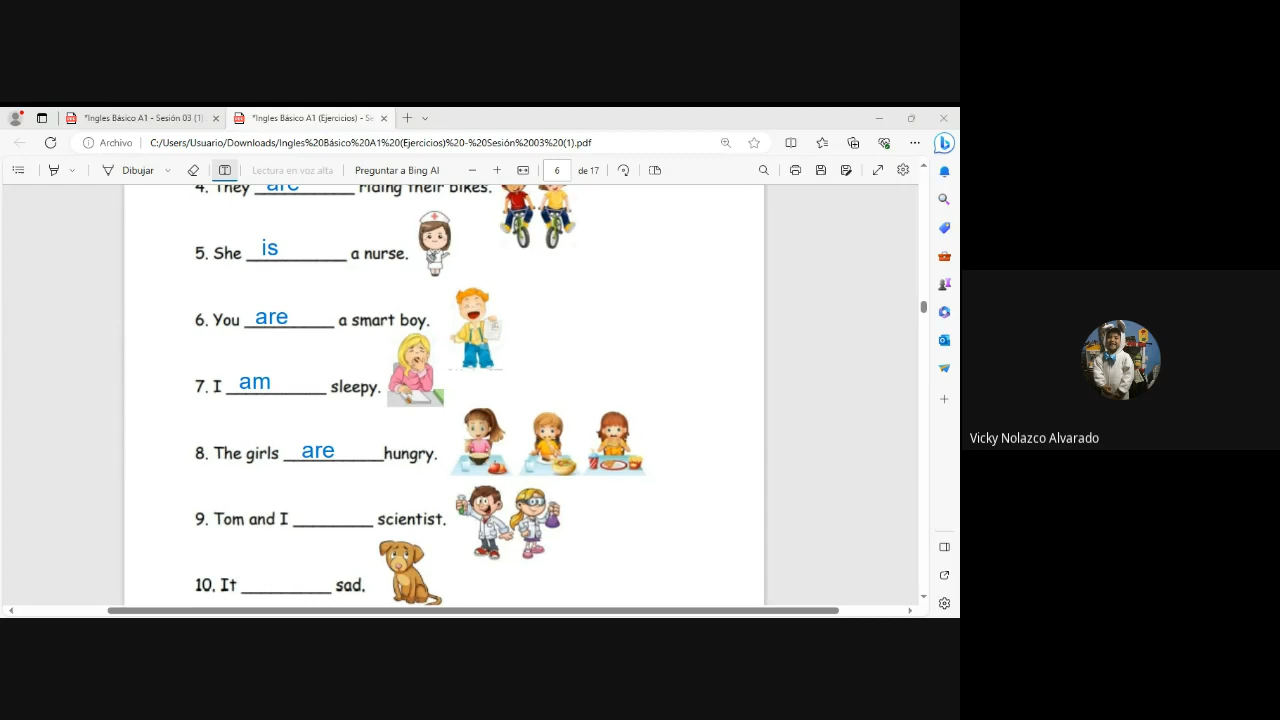 *Ingles Básico A1 - Sesión 03 (1).
*Ingles Básico A1 (Ejercicios) - Se
Archivo C:/Users/Usuario/Downloads/Ingles%20Básico%20A1%20(Ejercicios)%20-%20Sesión%2003%20(1).pdf
Dibujar Lectura en voz alta Preguntar a Bing AI 6 de 17
4. They are riding their bikes.
5. She is a nurse.
6. You are a smart boy.
7. I am sleepy.
8. The girls are hungry.
9. Tom and I _________ scientist.
10. It _________ sad.
Vicky Nolazco Alvarado